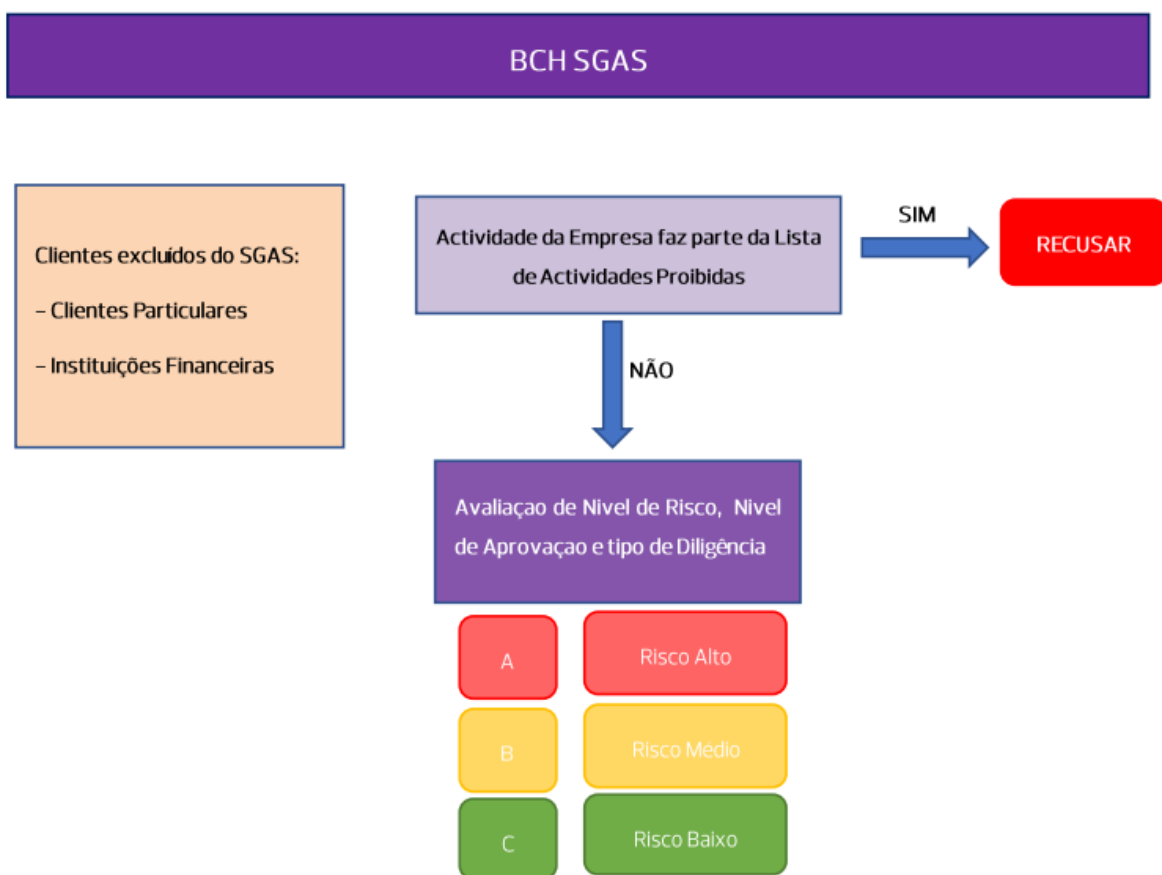 BCH SGAS
Clientes excluídos do SGAS:
– Clientes Particulares
– Instituições Financeiras
Actividade da Empresa faz parte da Lista
de Actividades Proibidas
SIM
RECUSAR
NÃO
Avaliaçao de Nivel de Risco, Nivel
de Aprovaçao e tipo de Diligência
A
Risco Alto
B
Risco Médio
C
Risco Baixo